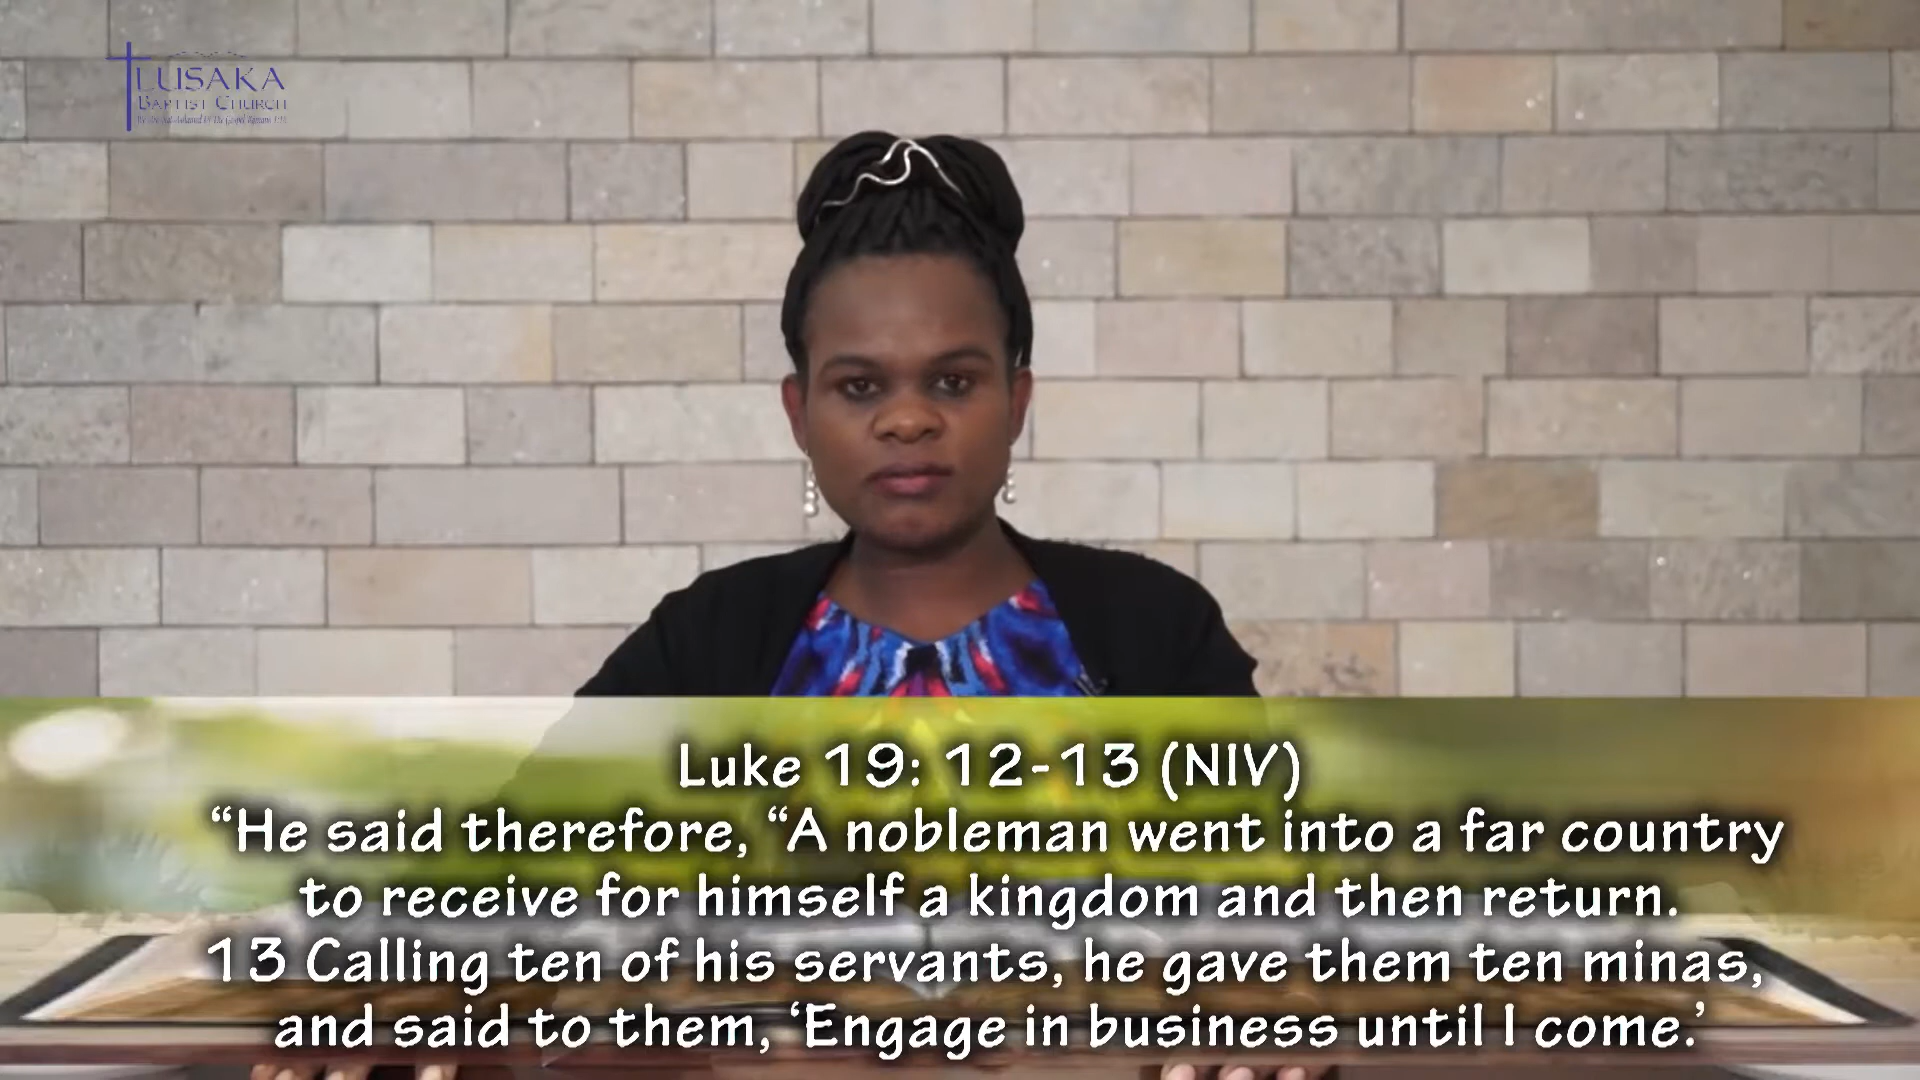 LUSAKA
BAPTIST CHURCH
Luke 19: 12-13 (NIV)
“He said therefore, “A nobleman went into a far country
to receive for himself a kingdom and then return.
13 Calling ten of his servants, he gave them ten minas,
and said to them, ‘Engage in business until I come.’